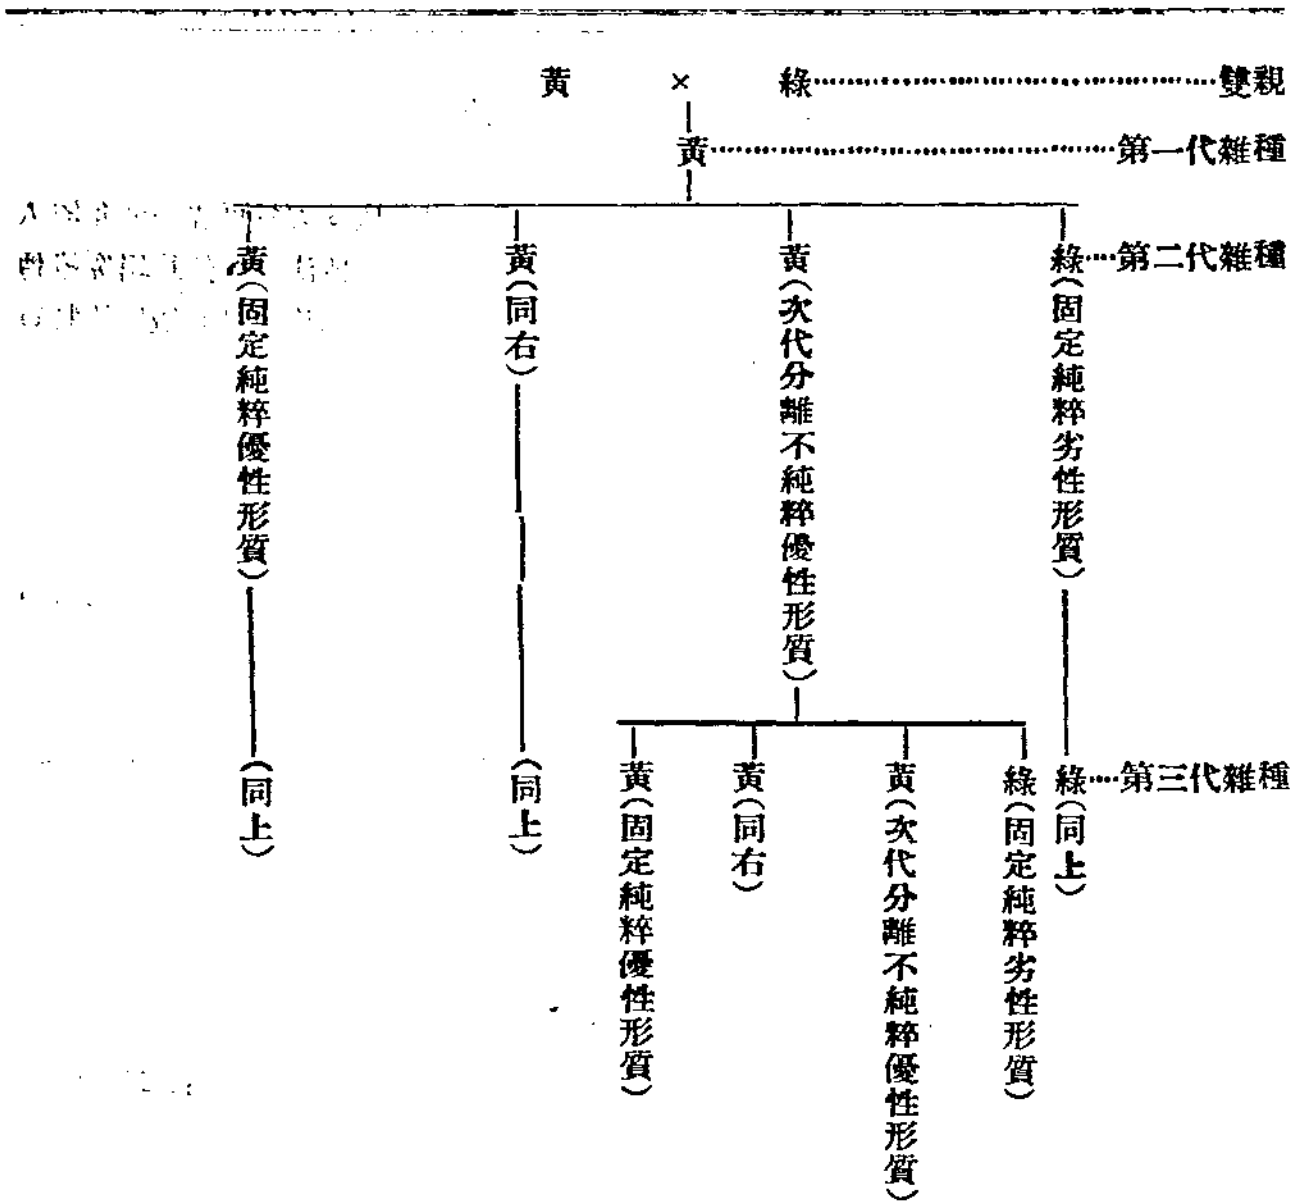 黃 × 綠⋯⋯雙親
黃⋯⋯第一代雜種
綠(固定純粹劣性形質)⋯⋯第二代雜種
黃(次代分離不純粹優性形質)
黃(同右)
黃(固定純粹優性形質)
綠(同上)⋯⋯第三代雜種
綠(固定純粹劣性形質)
黃(次代分離不純粹優性形質)
黃(同右)
黃(固定純粹優性形質)
(同上)
(同上)